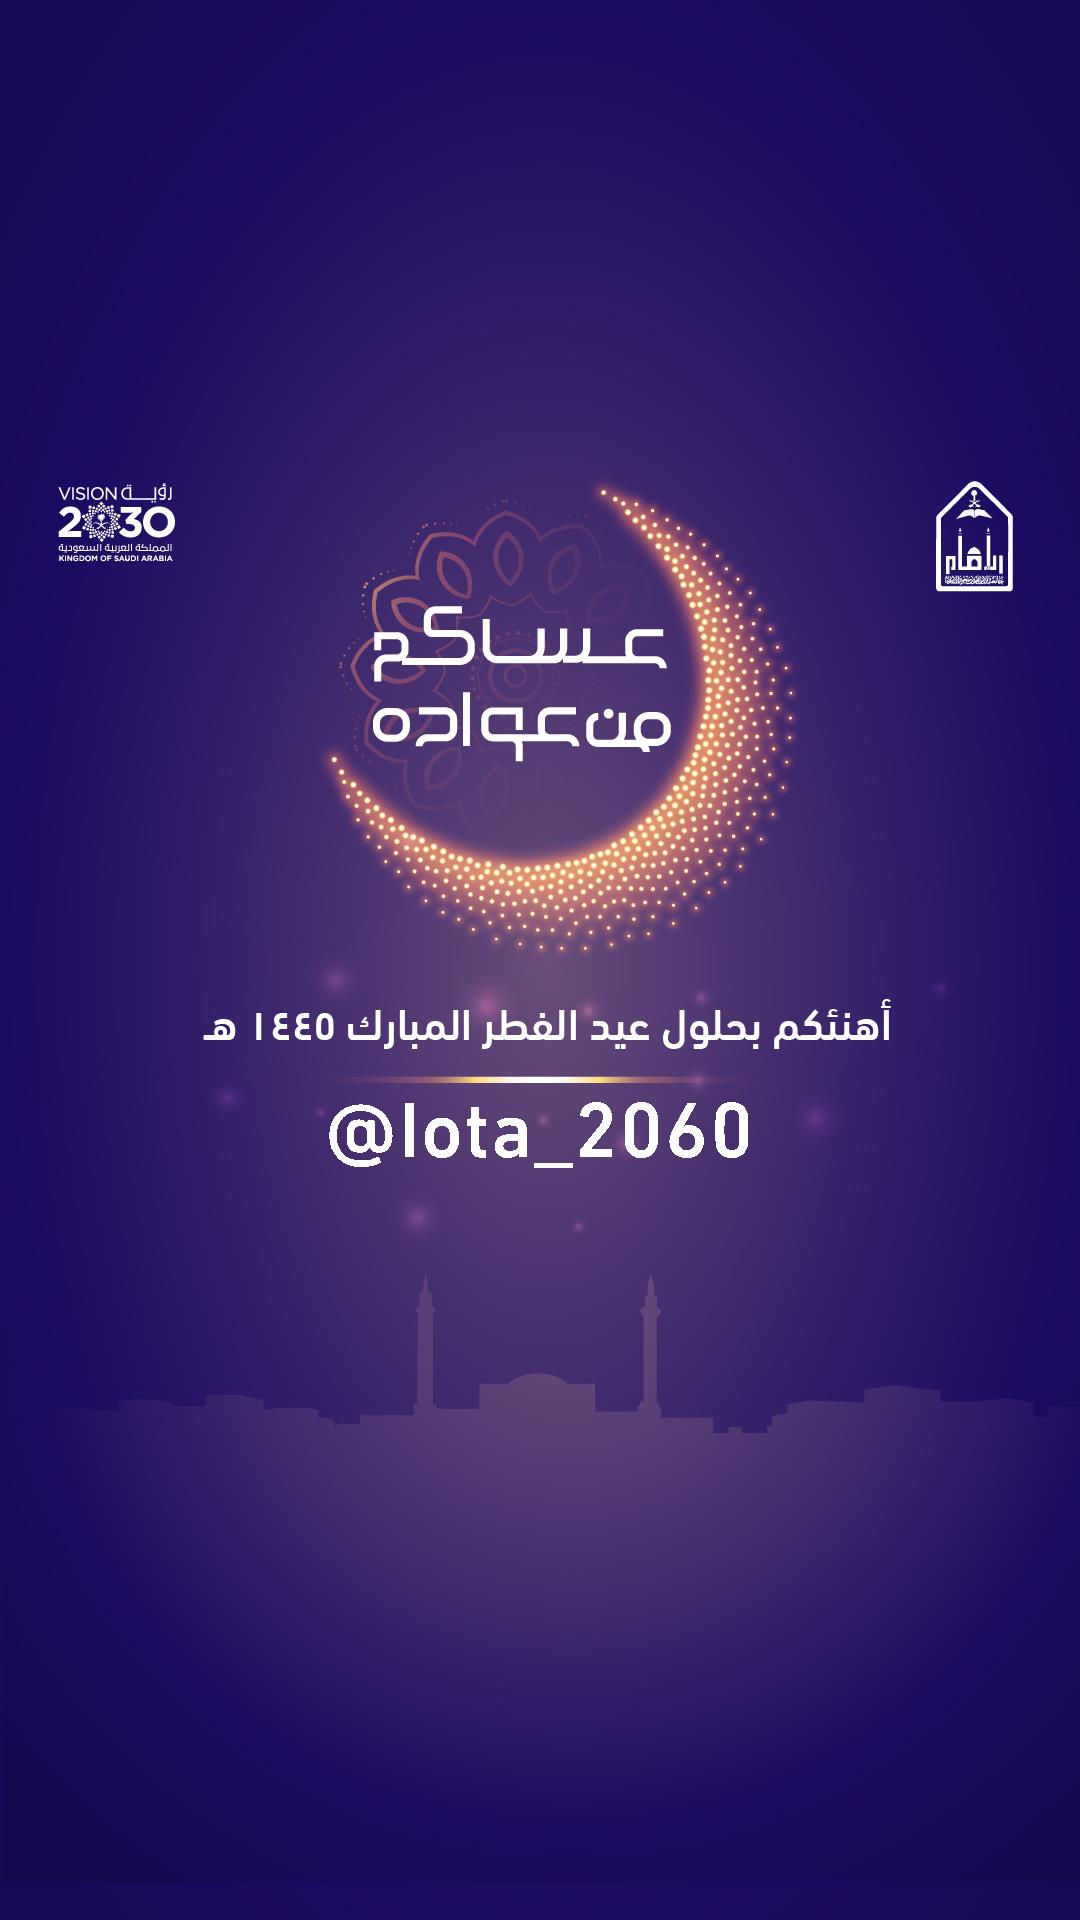 VISION رؤيـــة
2030
المملكة العربية السعودية
KINGDOM OF SAUDI ARABIA
الإمام
عساكم
من عواده
أهنئكم بحلول عيد الفطر المبارك ١٤٤٥ هـ
@lota_2060